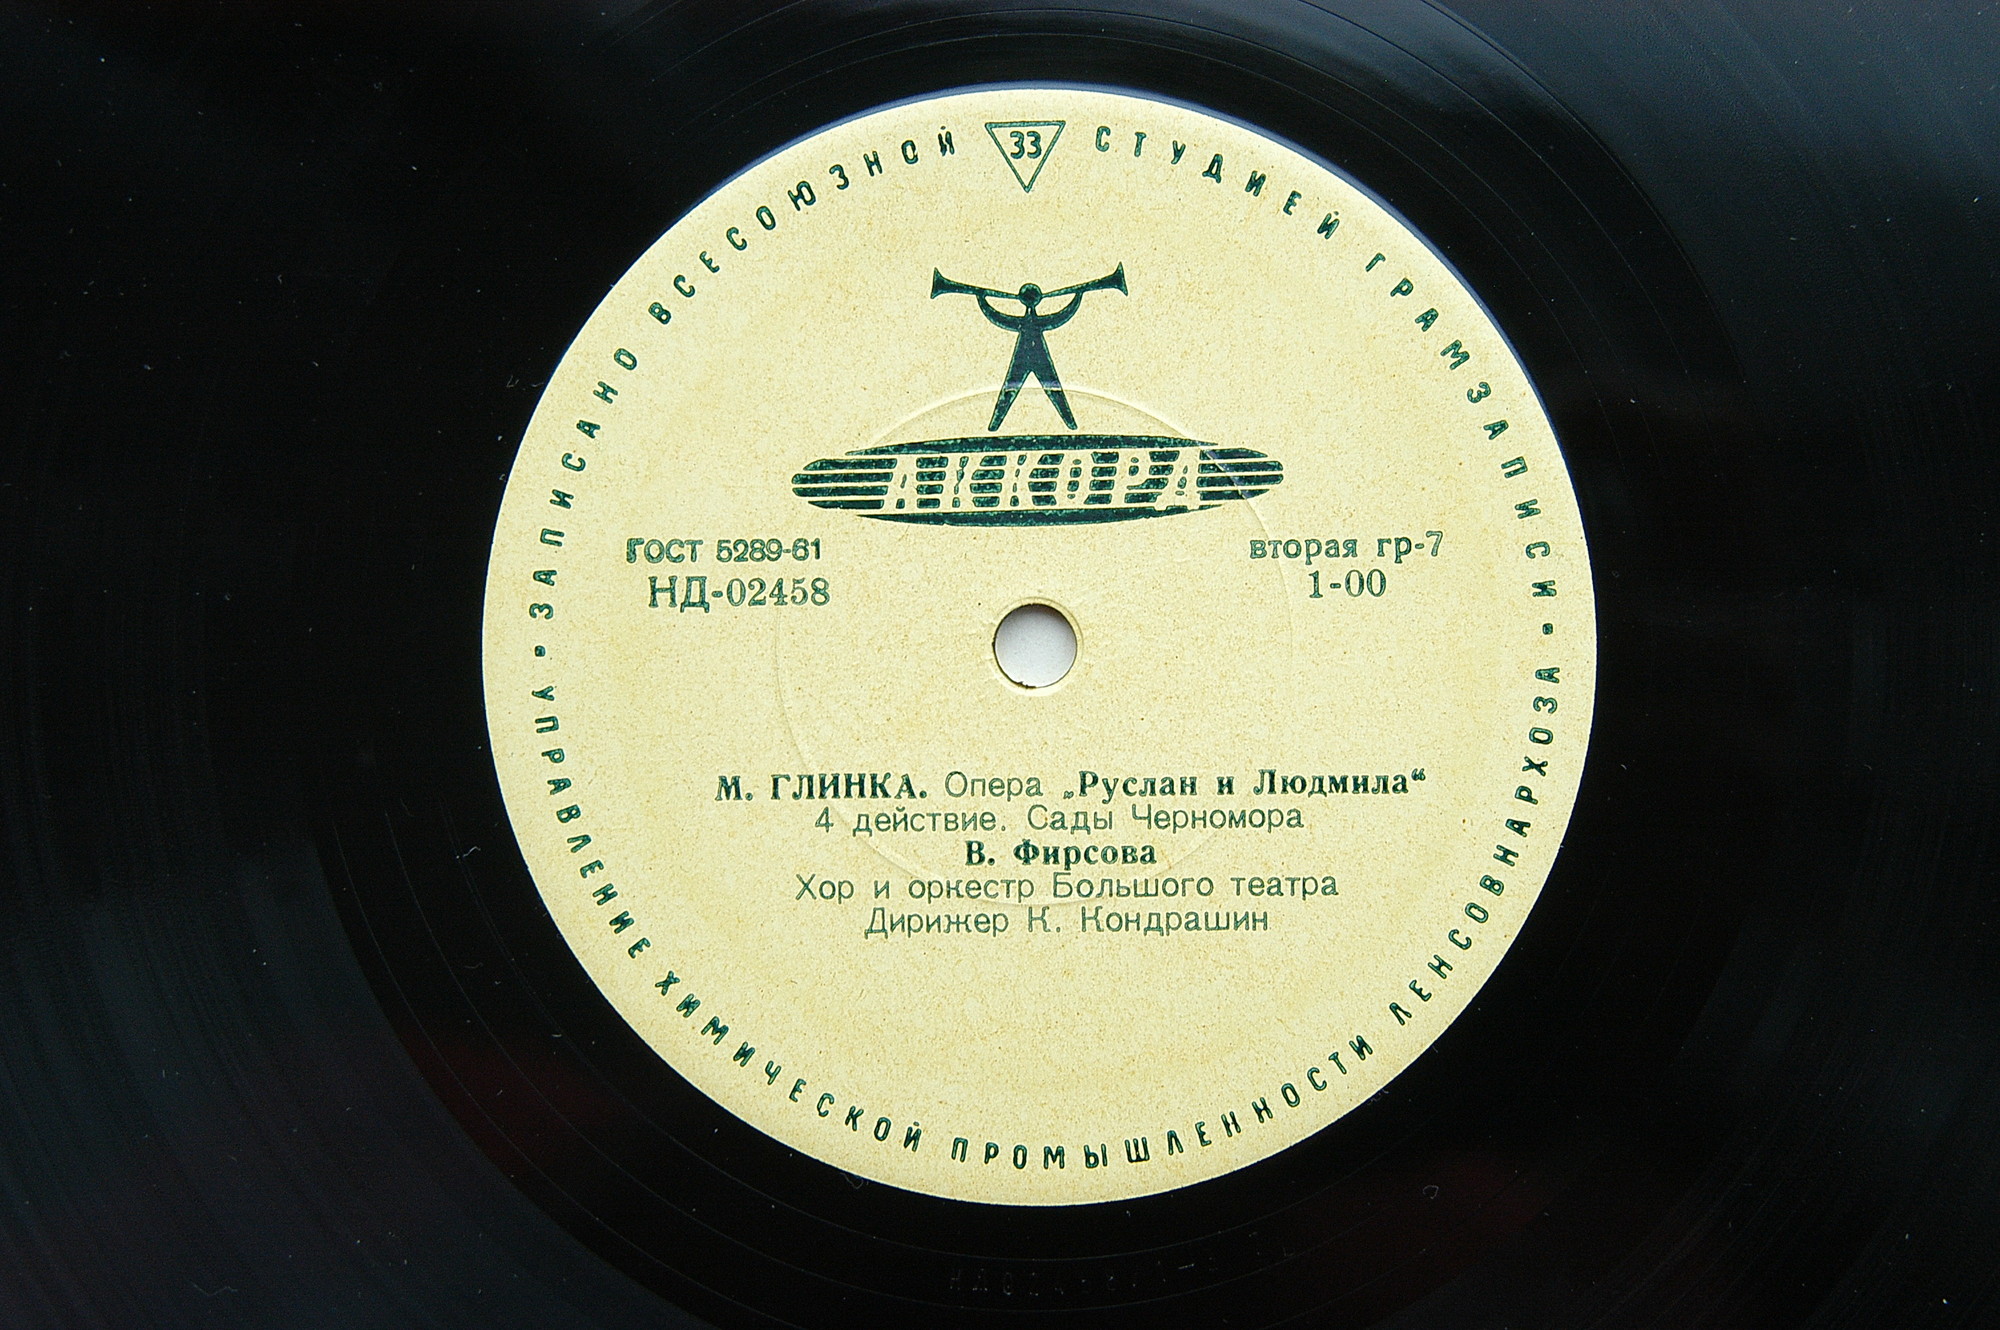 ЗАПИСАНО ВСЕСОЮЗНОЙ СТУДИЕЙ ГРАМЗАПИСИ •
33
АККОРД
ГОСТ 5289-61
вторая гр-7
НД-02458
1-00
М. ГЛИНКА. Опера „Руслан и Людмила“
4 действие. Сады Черномора
В. Фирсова
Хор и оркестр Большого театра
Дирижер К. Кондрашин
УПРАВЛЕНИЕ ХИМИЧЕСКОЙ ПРОМЫШЛЕННОСТИ ЛЕНСОВНАРХОЗА •